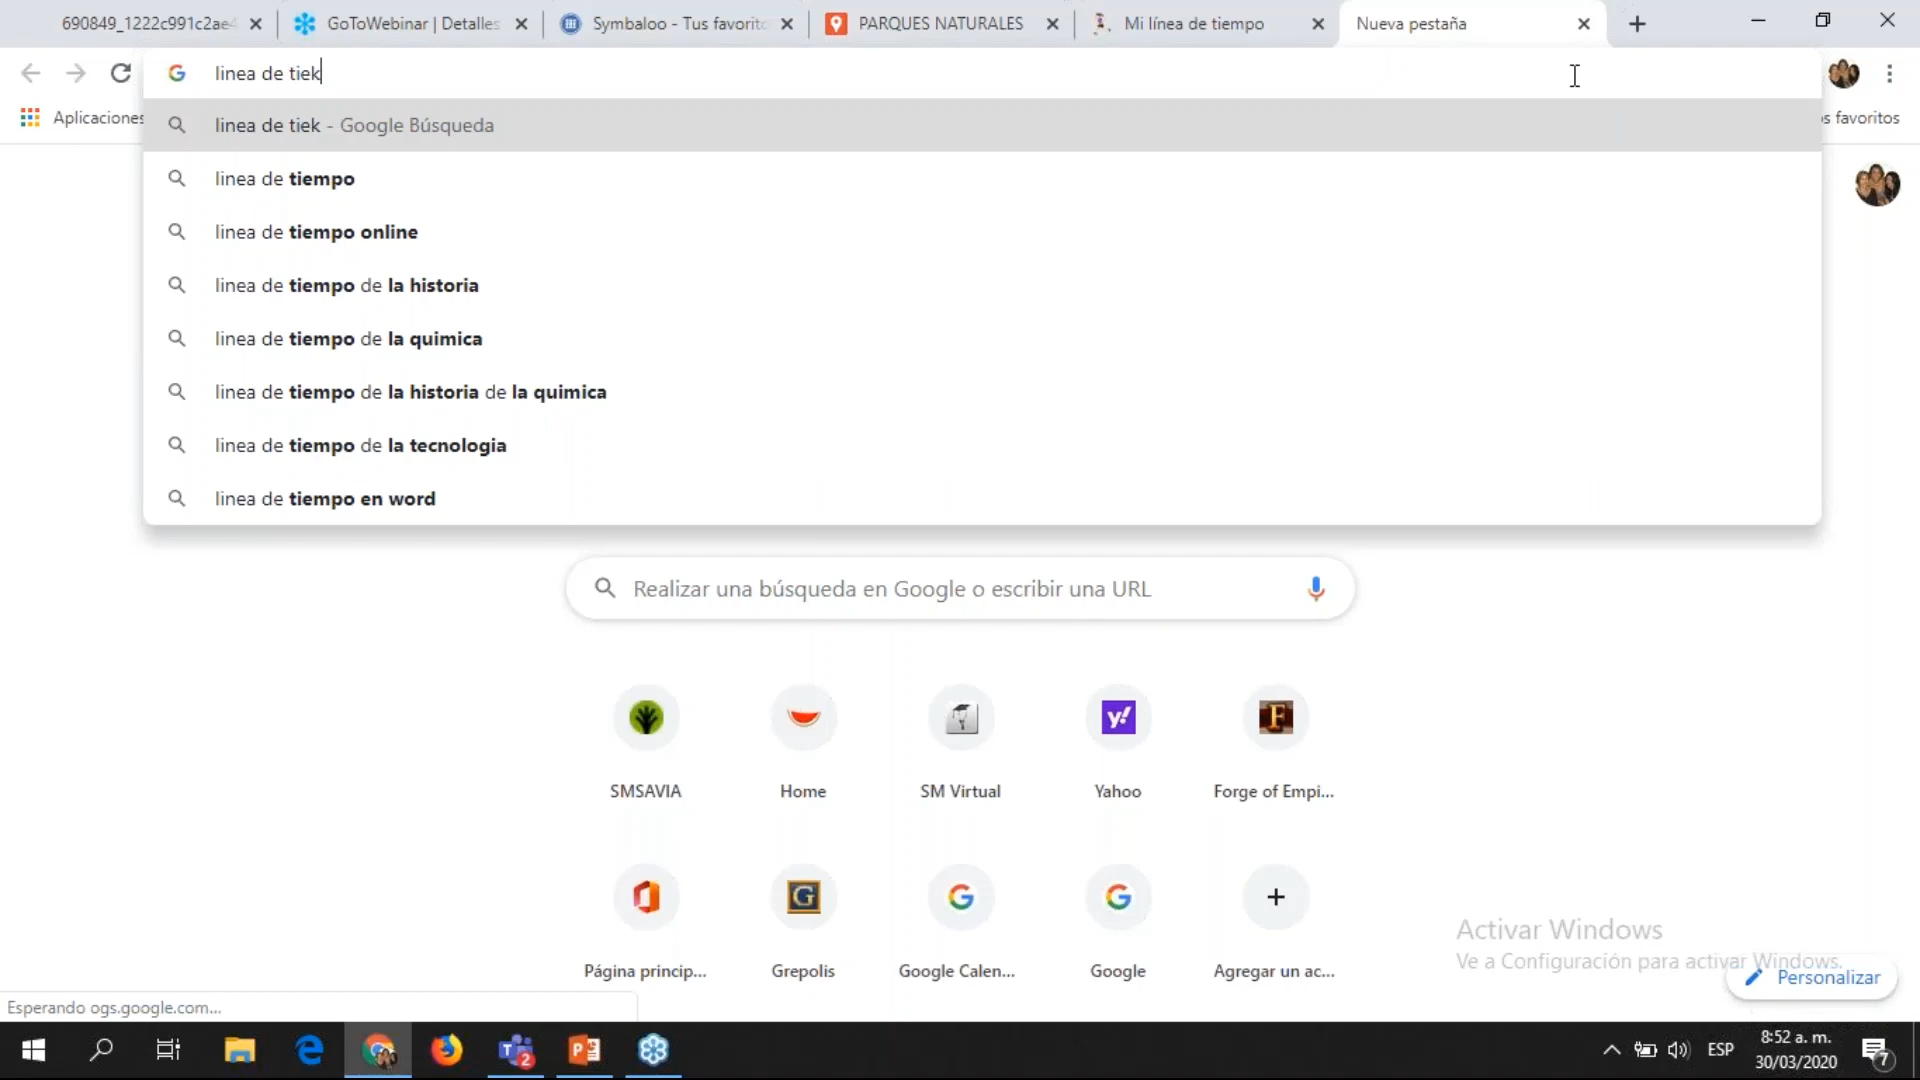 690849_1222c991c2ae4
GoToWebinar | Detalles
Symbaloo - Tus favorito
PARQUES NATURALES
Mi línea de tiempo
Nueva pestaña
linea de tiek
Aplicaciones
s favoritos
linea de tiek - Google Búsqueda
linea de tiempo
linea de tiempo online
linea de tiempo de la historia
linea de tiempo de la quimica
linea de tiempo de la historia de la quimica
linea de tiempo de la tecnologia
linea de tiempo en word
Realizar una búsqueda en Google o escribir una URL
SMSAVIA
Home
SM Virtual
Yahoo
Forge of Empi...
Página princip...
Grepolis
Google Calen...
Google
Agregar un ac...
Activar Windows
Ve a Configuración para activar Windows.
Personalizar
Esperando ogs.google.com...
2
ESP
8:52 a. m.
30/03/2020
7